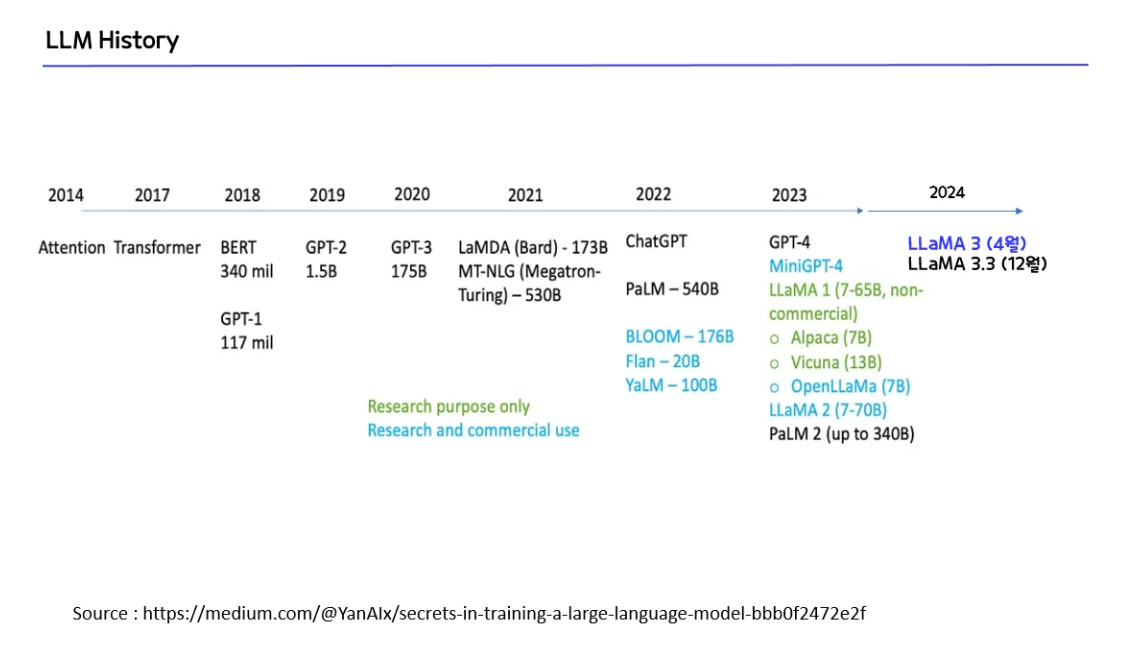 LLM History
2014
2017
2018
2019
2020
2021
2022
2023
2024
Attention
Transformer
BERT
340 mil
GPT-1
117 mil
GPT-2
1.5B
GPT-3
175B
LaMDA (Bard) - 173B
MT-NLG (Megatron-
Turing) – 530B
ChatGPT
PaLM – 540B
BLOOM – 176B
Flan – 20B
YaLM – 100B
GPT-4
MiniGPT-4
LLaMA 1 (7-65B, non-
commercial)
o Alpaca (7B)
o Vicuna (13B)
o OpenLLaMa (7B)
LLaMA 2 (7-70B)
PaLM 2 (up to 340B)
LLaMA 3 (4월)
LLaMA 3.3 (12월)
Research purpose only
Research and commercial use
Source : https://medium.com/@YanAIx/secrets-in-training-a-large-language-model-bbb0f2472e2f